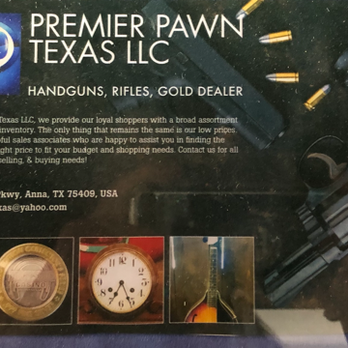 PREMIER PAWN
TEXAS LLC
HANDGUNS, RIFLES, GOLD DEALER
Texas LLC, we provide our loyal shoppers with a broad assortment
inventory. The only thing that remains the same is our low prices.
ful sales associates who are happy to assist you in finding the
ght price to fit your budget and shopping needs. Contact us for all
selling, & buying needs!
Pkwy, Anna, TX 75409, USA
xas@yahoo.com